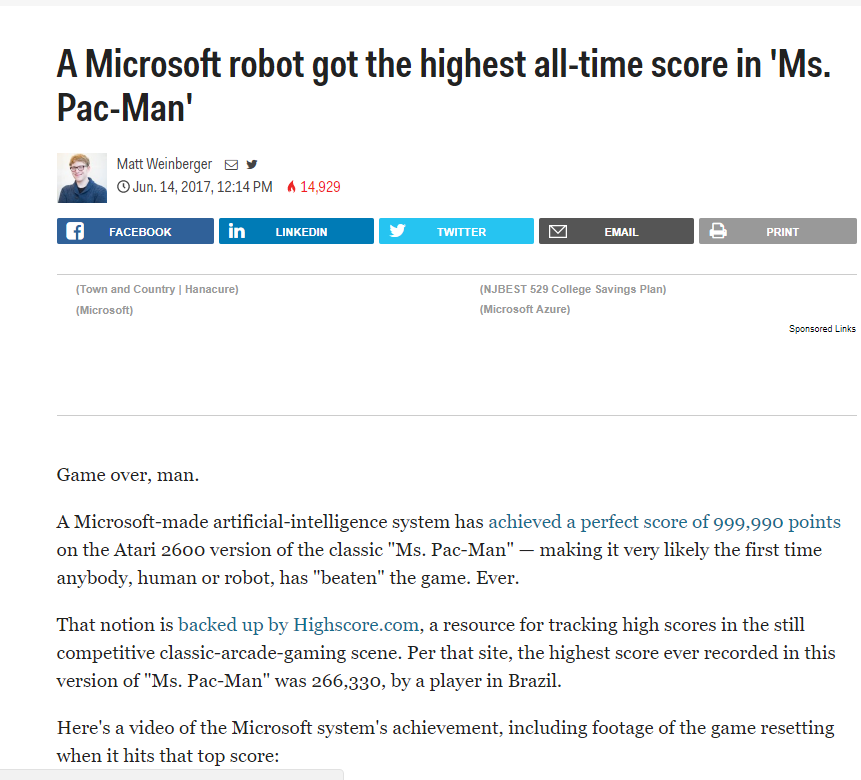 A Microsoft robot got the highest all-time score in 'Ms.
Pac-Man'
Matt Weinberger
Jun. 14, 2017, 12:14 PM 14,929
FACEBOOK LINKEDIN TWITTER EMAIL PRINT
(Town and Country | Hanacure) (NJBEST 529 College Savings Plan)
(Microsoft) (Microsoft Azure)
Sponsored Links
Game over, man.
A Microsoft-made artificial-intelligence system has achieved a perfect score of 999,990 points
on the Atari 2600 version of the classic "Ms. Pac-Man" — making it very likely the first time
anybody, human or robot, has "beaten" the game. Ever.
That notion is backed up by Highscore.com, a resource for tracking high scores in the still
competitive classic-arcade-gaming scene. Per that site, the highest score ever recorded in this
version of "Ms. Pac-Man" was 266,330, by a player in Brazil.
Here's a video of the Microsoft system's achievement, including footage of the game resetting
when it hits that top score: